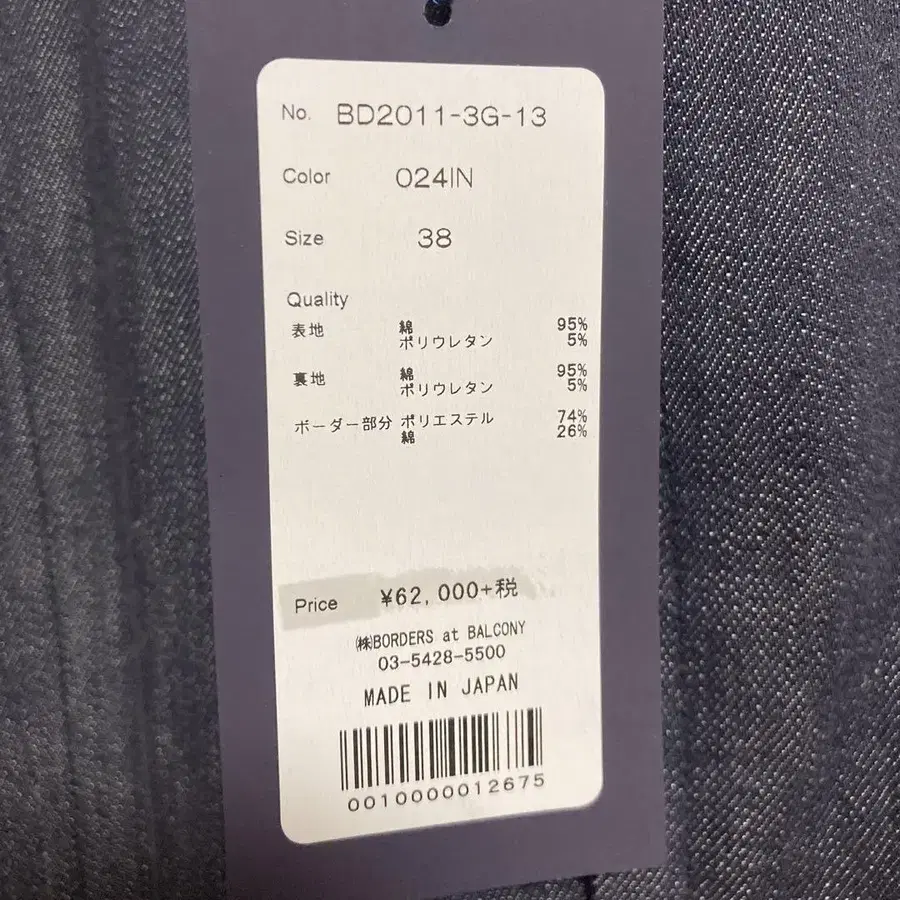 No. BD2011-3G-13
Color 024IN
Size 38
Quality
表地 綿 95%
ポリウレタン 5%
裏地 綿 95%
ポリウレタン 5%
ボーダー部分 ポリエステル 74%
綿 26%
Price ¥62,000+税
㈱BORDERS at BALCONY
03-5428-5500
MADE IN JAPAN
0010000012675